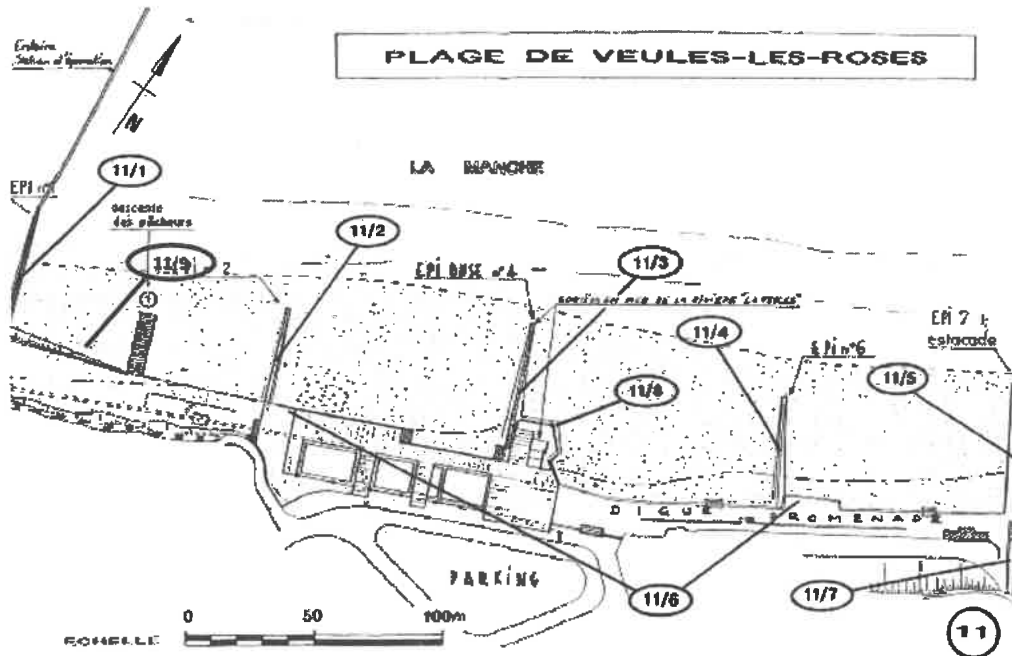 PLAGE DE VEULES-LES-ROSES
N
LA MANCHE
11/1
EPI n°1
descente
des pêcheurs
11/2
11/9
2
EPI BUSE n°4
11/3
11/4
EPI n°6
EPI 7
estacade
11/5
11/8
DIGUE PROMENADE
PARKING
11/6
11/7
0 50 100m
ECHELLE
11